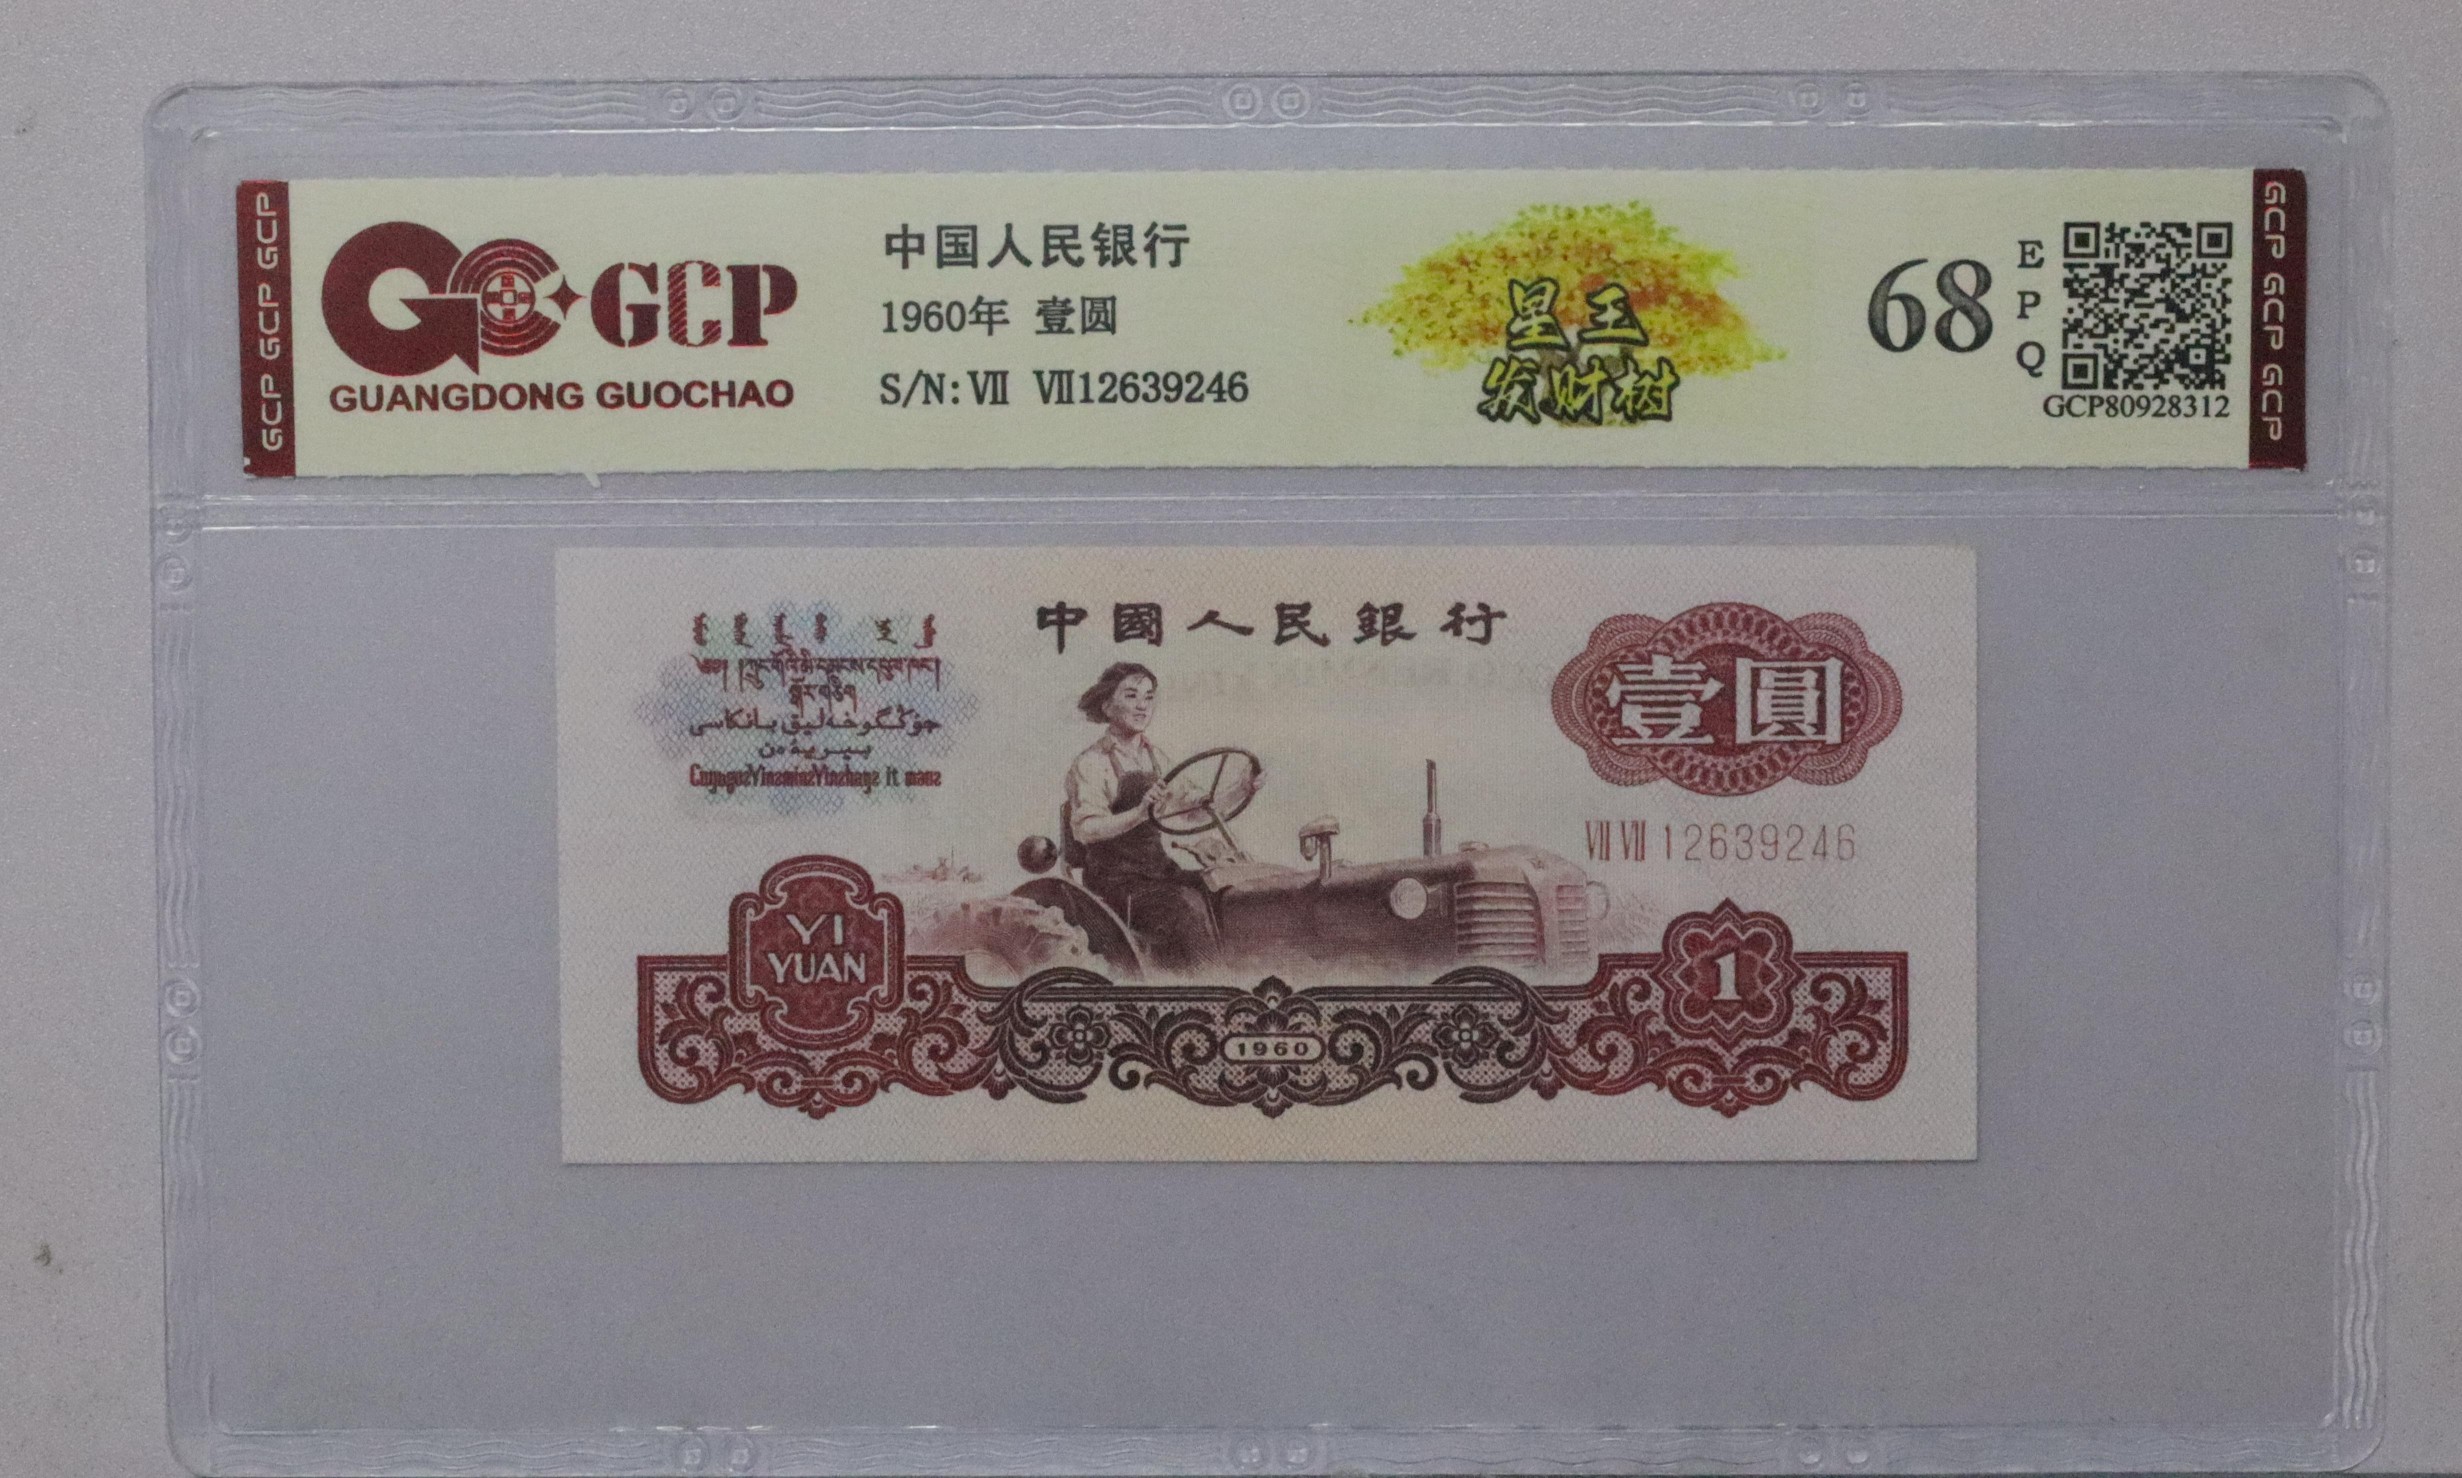 GCP GCP GCP
GCP
GUANGDONG GUOCHAO
中国人民银行
1960年 壹圆
S/N: Ⅶ Ⅶ12639246
星王
发财树
68
E
P
Q
GCP80928312
GCP GCP GCP
中國人民銀行
壹圓
ⅦⅦ 12639246
YI
YUAN
1
1960